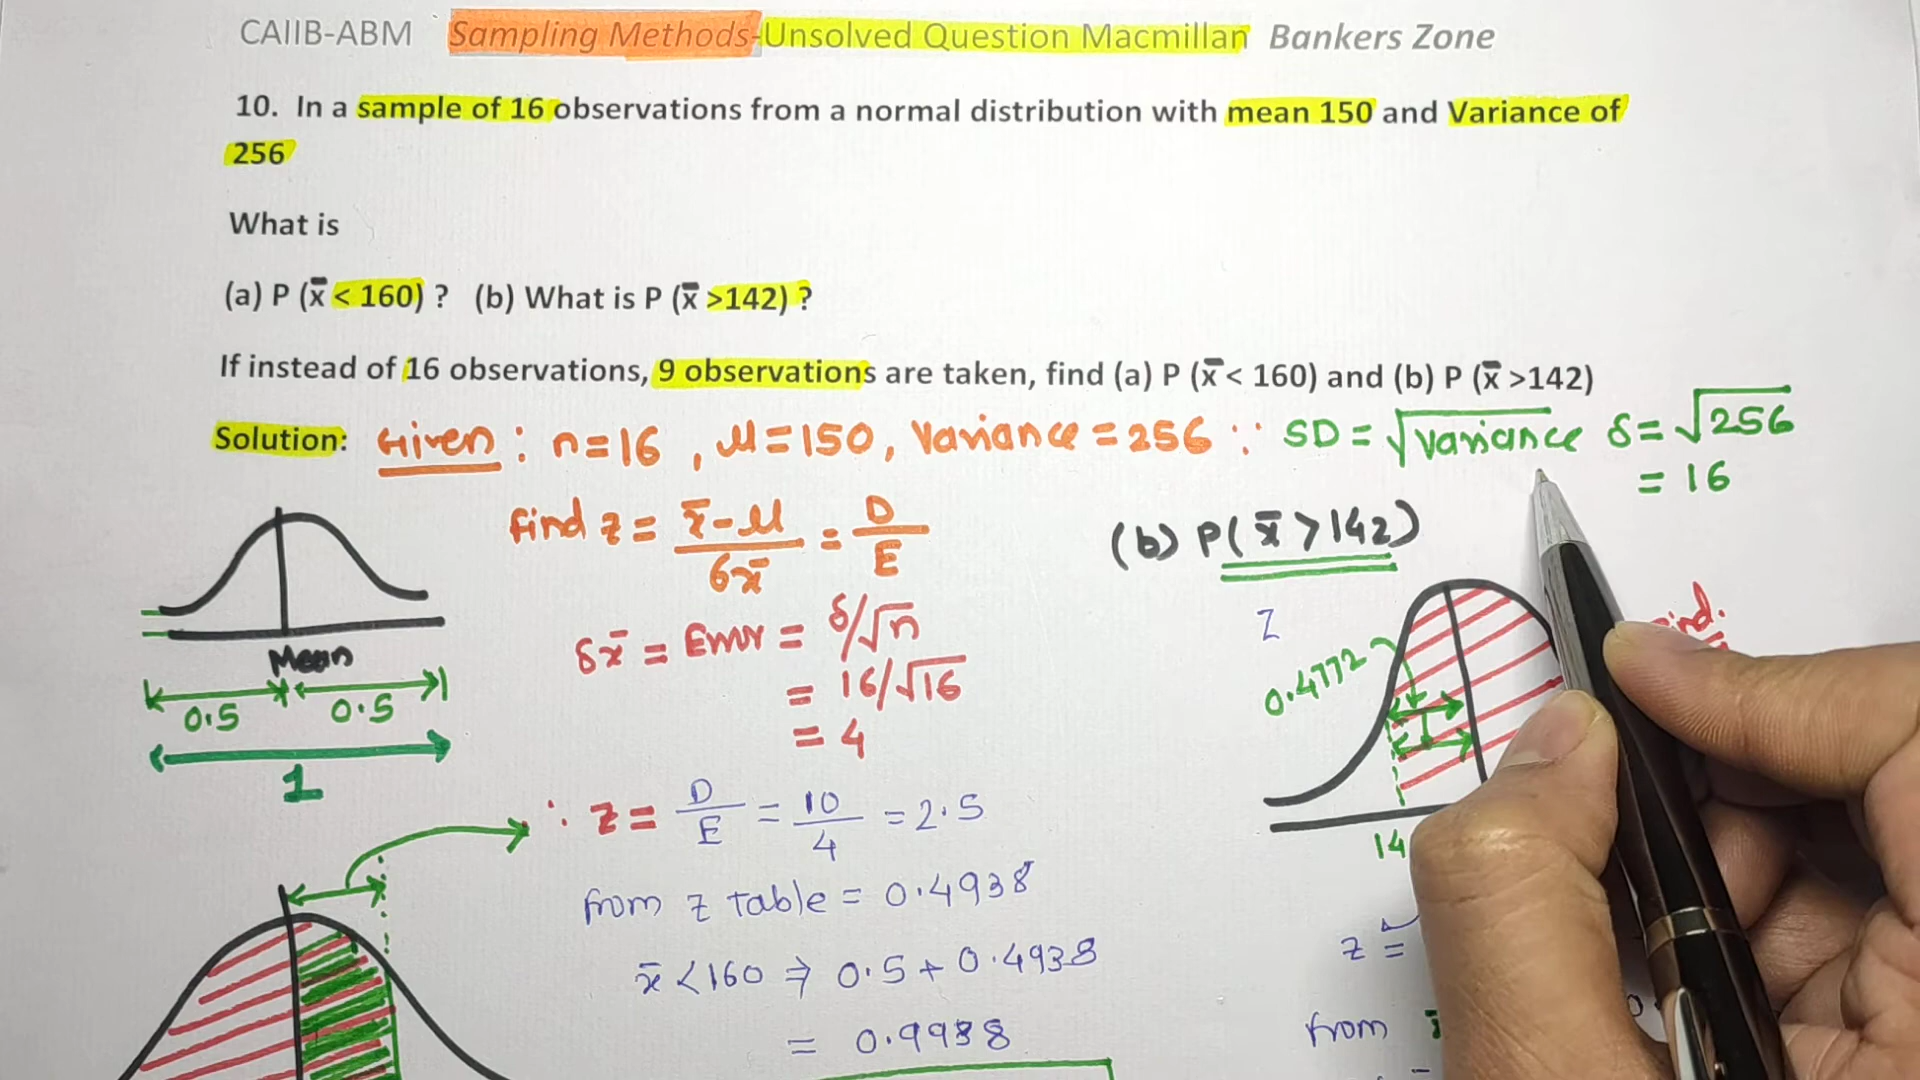 CAIIB-ABM Sampling Methods-Unsolved Question Macmillan Bankers Zone
10. In a sample of 16 observations from a normal distribution with mean 150 and Variance of
256
What is
(a) P (x̄ < 160) ? (b) What is P (x̄ >142) ?
If instead of 16 observations, 9 observations are taken, find (a) P (x̄ < 160) and (b) P (x̄ >142)
Solution: Given : n=16 , μ=150, Variance = 256 ∵ SD = √variance δ = √256
= 16
Find z = x̄-μ/6x̄ = D/E
δx̄ = Error = δ/√n
= 16/√16
= 4
Mean
0.5 0.5
1
∴ z = D/E = 10/4 = 2.5
from z table = 0.4938
x̄ < 160 ⇒ 0.5 + 0.4938
= 0.9938
(b) P( x̄ > 142)
Z
0.4772
14
z =
from